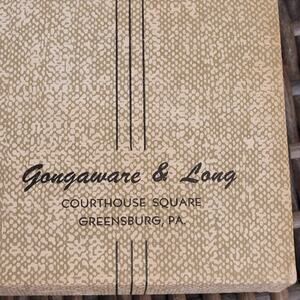 Gongaware & Long
COURTHOUSE SQUARE
GREENSBURG, PA.